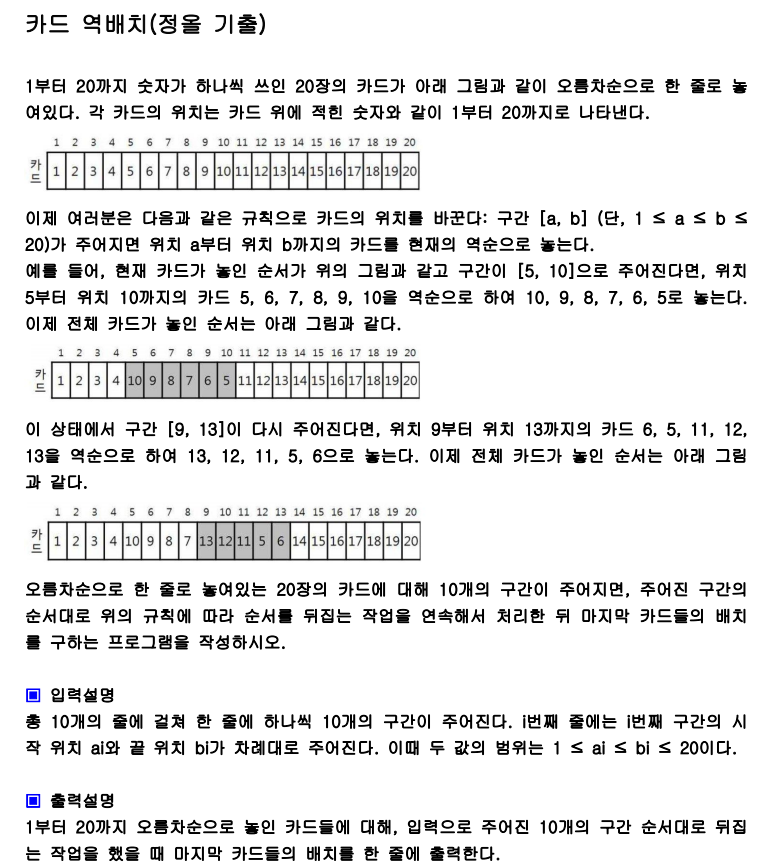 카드 역배치(정올 기출)
1부터 20까지 숫자가 하나씩 쓰인 20장의 카드가 아래 그림과 같이 오름차순으로 한 줄로 놓
여있다. 각 카드의 위치는 카드 위에 적힌 숫자와 같이 1부터 20까지로 나타낸다.
1 2 3 4 5 6 7 8 9 10 11 12 13 14 15 16 17 18 19 20
카드 1 2 3 4 5 6 7 8 9 10 11 12 13 14 15 16 17 18 19 20
이제 여러분은 다음과 같은 규칙으로 카드의 위치를 바꾼다: 구간 [a, b] (단, 1 ≤ a ≤ b ≤
20)가 주어지면 위치 a부터 위치 b까지의 카드를 현재의 역순으로 놓는다.
예를 들어, 현재 카드가 놓인 순서가 위의 그림과 같고 구간이 [5, 10]으로 주어진다면, 위치
5부터 위치 10까지의 카드 5, 6, 7, 8, 9, 10을 역순으로 하여 10, 9, 8, 7, 6, 5로 놓는다.
이제 전체 카드가 놓인 순서는 아래 그림과 같다.
1 2 3 4 5 6 7 8 9 10 11 12 13 14 15 16 17 18 19 20
카드 1 2 3 4 10 9 8 7 6 5 11 12 13 14 15 16 17 18 19 20
이 상태에서 구간 [9, 13]이 다시 주어진다면, 위치 9부터 위치 13까지의 카드 6, 5, 11, 12,
13을 역순으로 하여 13, 12, 11, 5, 6으로 놓는다. 이제 전체 카드가 놓인 순서는 아래 그림
과 같다.
1 2 3 4 5 6 7 8 9 10 11 12 13 14 15 16 17 18 19 20
카드 1 2 3 4 10 9 8 7 13 12 11 5 6 14 15 16 17 18 19 20
오름차순으로 한 줄로 놓여있는 20장의 카드에 대해 10개의 구간이 주어지면, 주어진 구간의
순서대로 위의 규칙에 따라 순서를 뒤집는 작업을 연속해서 처리한 뒤 마지막 카드들의 배치
를 구하는 프로그램을 작성하시오.
▣ 입력설명
총 10개의 줄에 걸쳐 한 줄에 하나씩 10개의 구간이 주어진다. i번째 줄에는 i번째 구간의 시
작 위치 ai와 끝 위치 bi가 차례대로 주어진다. 이때 두 값의 범위는 1 ≤ ai ≤ bi ≤ 20이다.
▣ 출력설명
1부터 20까지 오름차순으로 놓인 카드들에 대해, 입력으로 주어진 10개의 구간 순서대로 뒤집
는 작업을 했을 때 마지막 카드들의 배치를 한 줄에 출력한다.